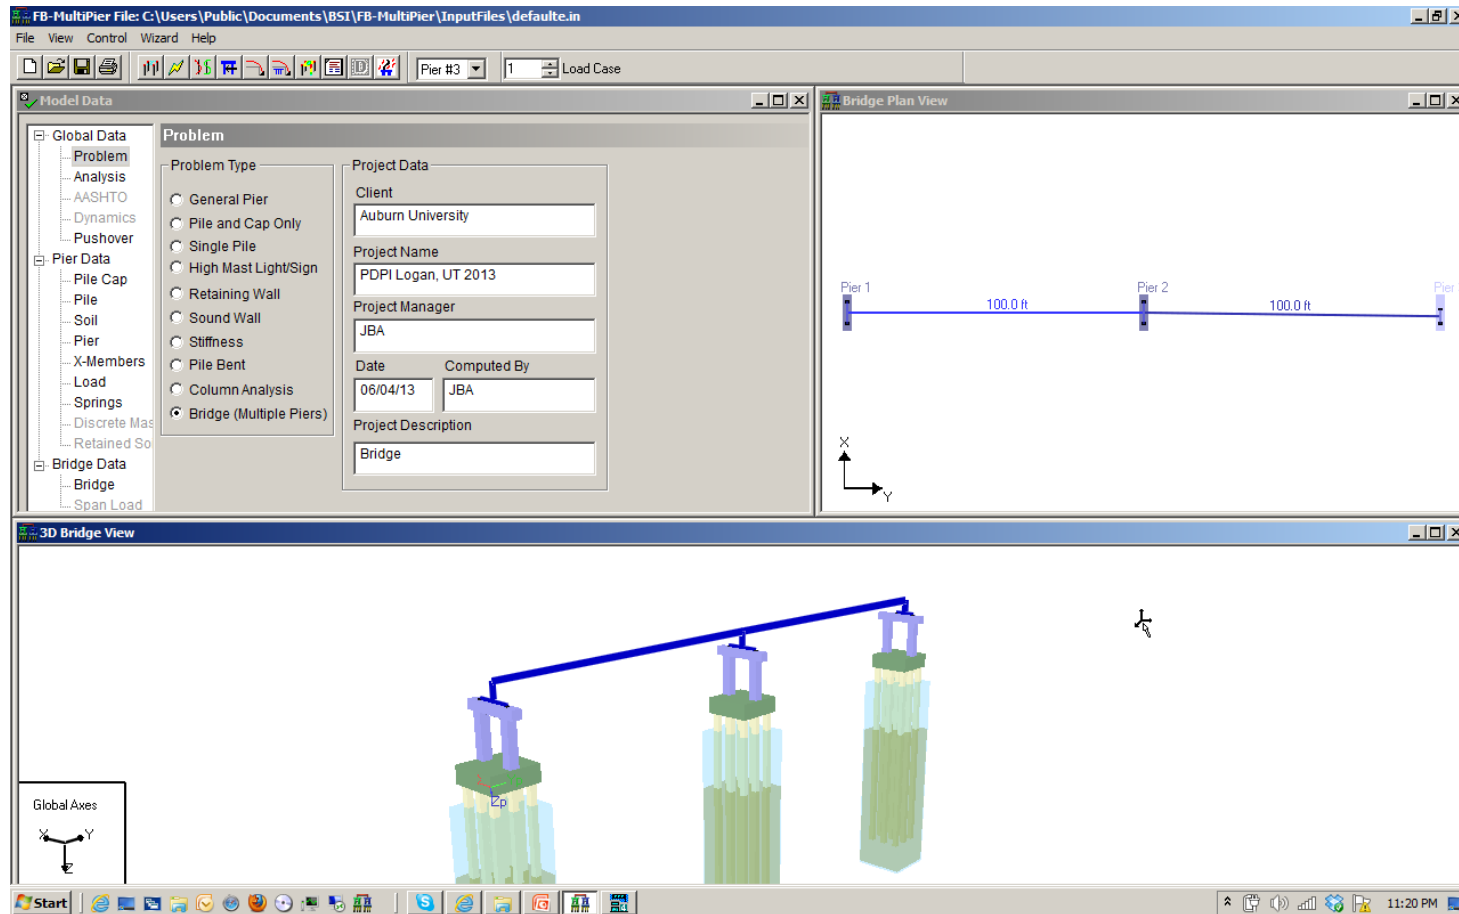 FB-MultiPier File: C:\Users\Public\Documents\BSI\FB-MultiPier\InputFiles\defaulte.in
File View Control Wizard Help
Pier #3 1 Load Case
Model Data
Global Data
Problem
Analysis
AASHTO
Dynamics
Pushover
Pier Data
Pile Cap
Pile
Soil
Pier
X-Members
Load
Springs
Discrete Mas
Retained So
Bridge Data
Bridge
Span Load
Problem
Problem Type
General Pier
Pile and Cap Only
Single Pile
High Mast Light/Sign
Retaining Wall
Sound Wall
Stiffness
Pile Bent
Column Analysis
Bridge (Multiple Piers)
Project Data
Client
Auburn University
Project Name
PDPI Logan, UT 2013
Project Manager
JBA
Date Computed By
06/04/13 JBA
Project Description
Bridge
Bridge Plan View
Pier 1 Pier 2 Pier
100.0 ft 100.0 ft
X
Y
3D Bridge View
Zp
Global Axes
X Y
Z
Start 11:20 PM